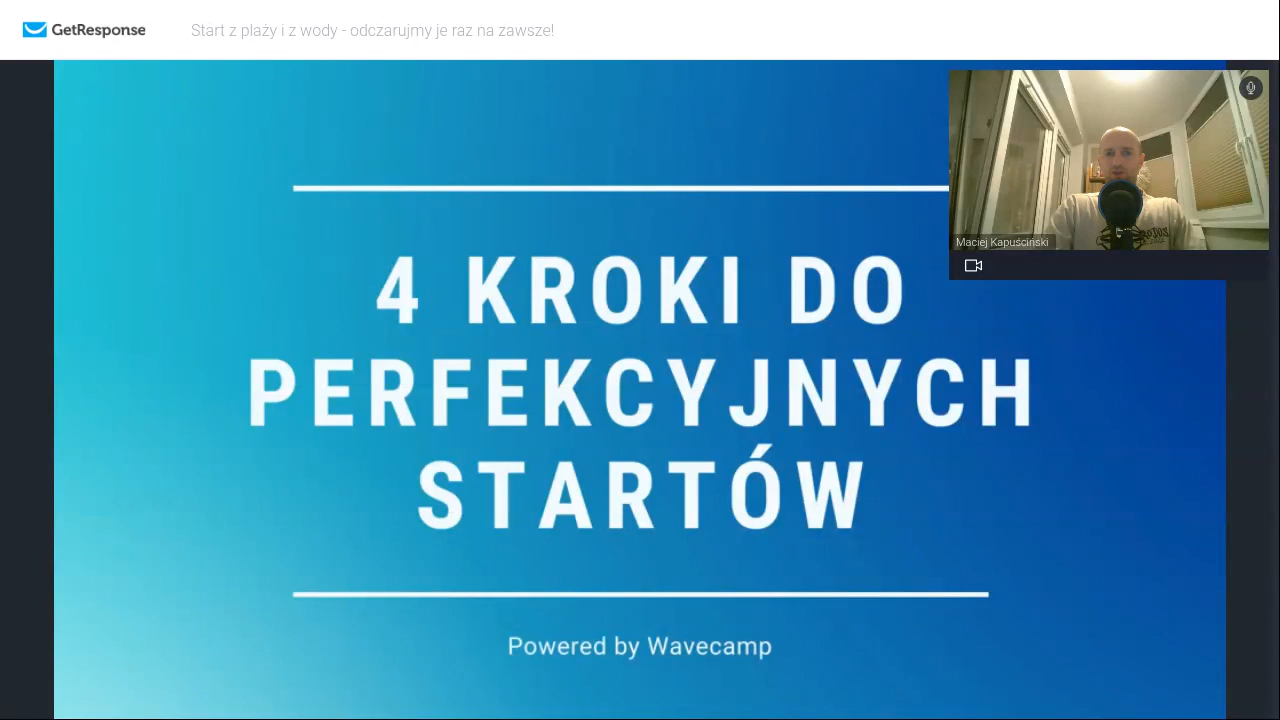 GetResponse
Start z plaży i z wody - odczarujmy je raz na zawsze!
Maciej Kapuściński
4 KROKI DO
PERFEKCYJNYCH
STARTÓW
Powered by Wavecamp